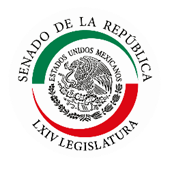 SENADO DE LA REPÚBLICA
ESTADOS UNIDOS MEXICANOS
LXIV LEGISLATURA